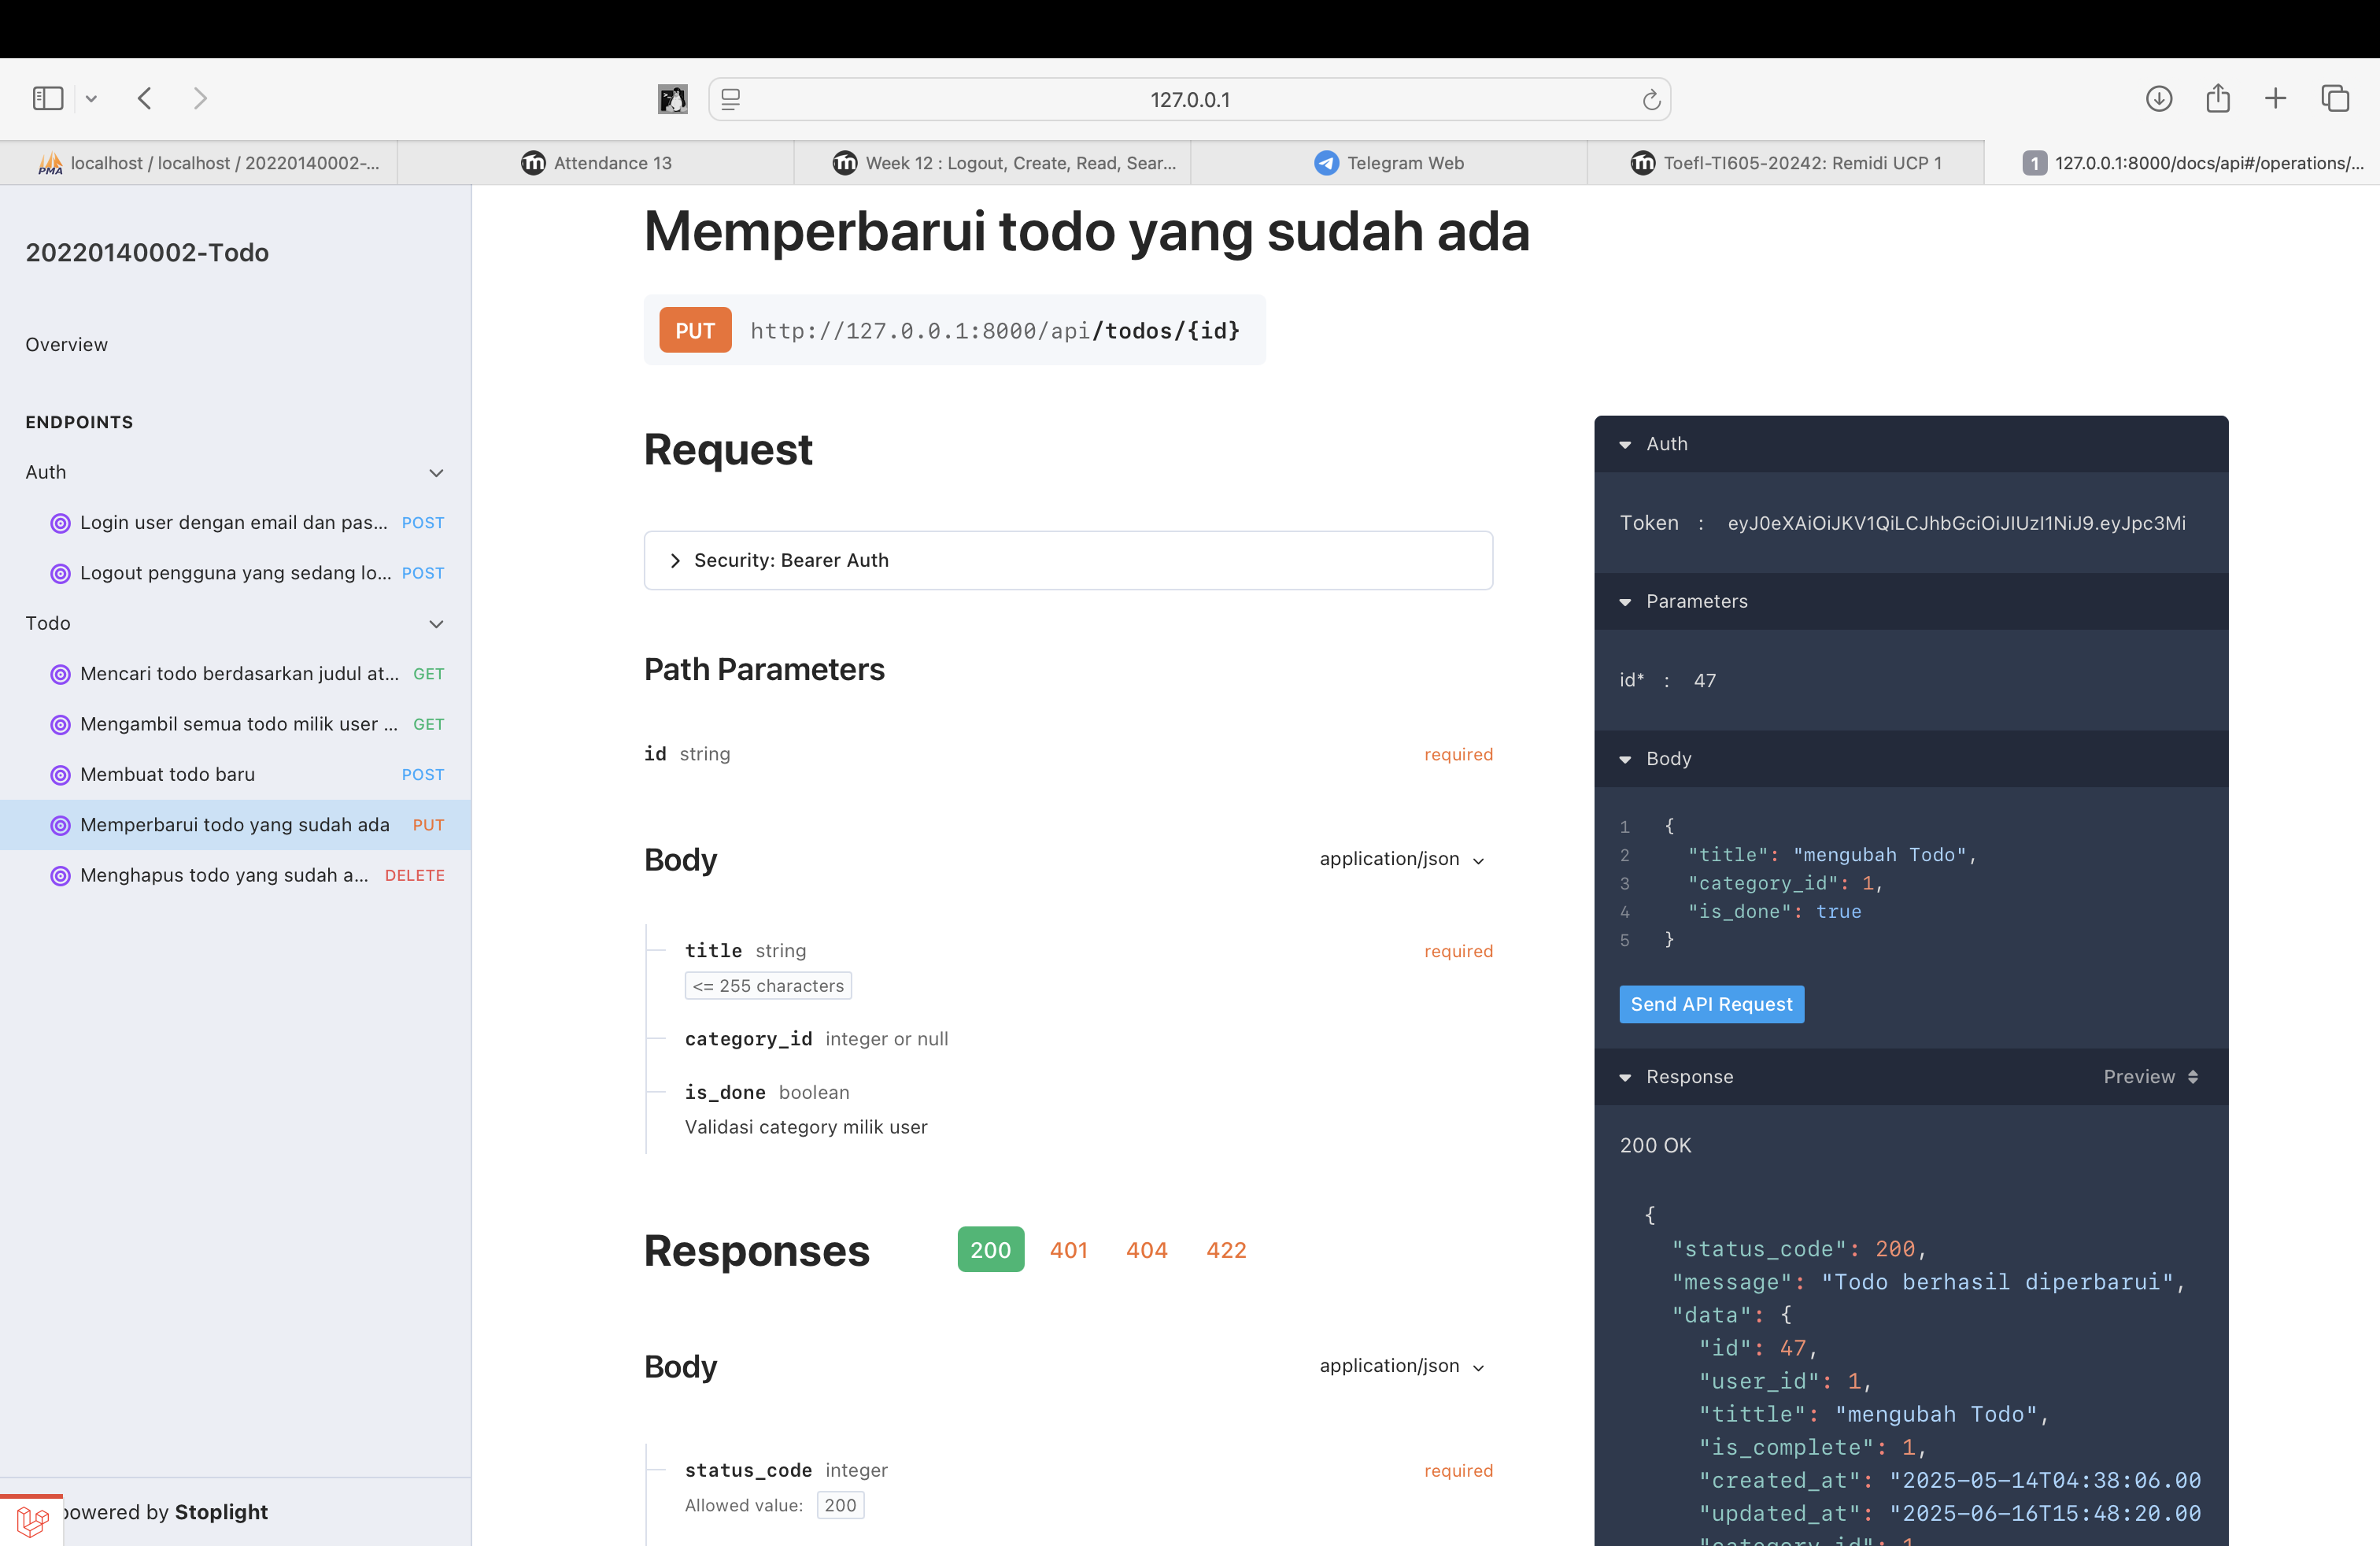 127.0.0.1
PMA localhost / localhost / 20220140002-...
Attendance 13
Week 12 : Logout, Create, Read, Sear...
Telegram Web
Toefl-TI605-20242: Remidi UCP 1
1 127.0.0.1:8000/docs/api#/operations/...
20220140002-Todo
Overview
ENDPOINTS
Auth
Login user dengan email dan pas... POST
Logout pengguna yang sedang lo... POST
Todo
Mencari todo berdasarkan judul at... GET
Mengambil semua todo milik user ... GET
Membuat todo baru POST
Memperbarui todo yang sudah ada PUT
Menghapus todo yang sudah a... DELETE
powered by Stoplight
Memperbarui todo yang sudah ada
PUT http://127.0.0.1:8000/api/todos/{id}
Request
Security: Bearer Auth
Path Parameters
id string required
Body application/json
title string required
<= 255 characters
category_id integer or null
is_done boolean
Validasi category milik user
Responses 200 401 404 422
Body application/json
status_code integer required
Allowed value: 200
Auth
Token : eyJ0eXAiOiJKV1QiLCJhbGciOiJIUzI1NiJ9.eyJpc3Mi
Parameters
id* : 47
Body
1 {
2 "title": "mengubah Todo",
3 "category_id": 1,
4 "is_done": true
5 }
Send API Request
Response Preview
200 OK
{
"status_code": 200,
"message": "Todo berhasil diperbarui",
"data": {
"id": 47,
"user_id": 1,
"tittle": "mengubah Todo",
"is_complete": 1,
"created_at": "2025-05-14T04:38:06.00
"updated_at": "2025-06-16T15:48:20.00
"category_id": 1